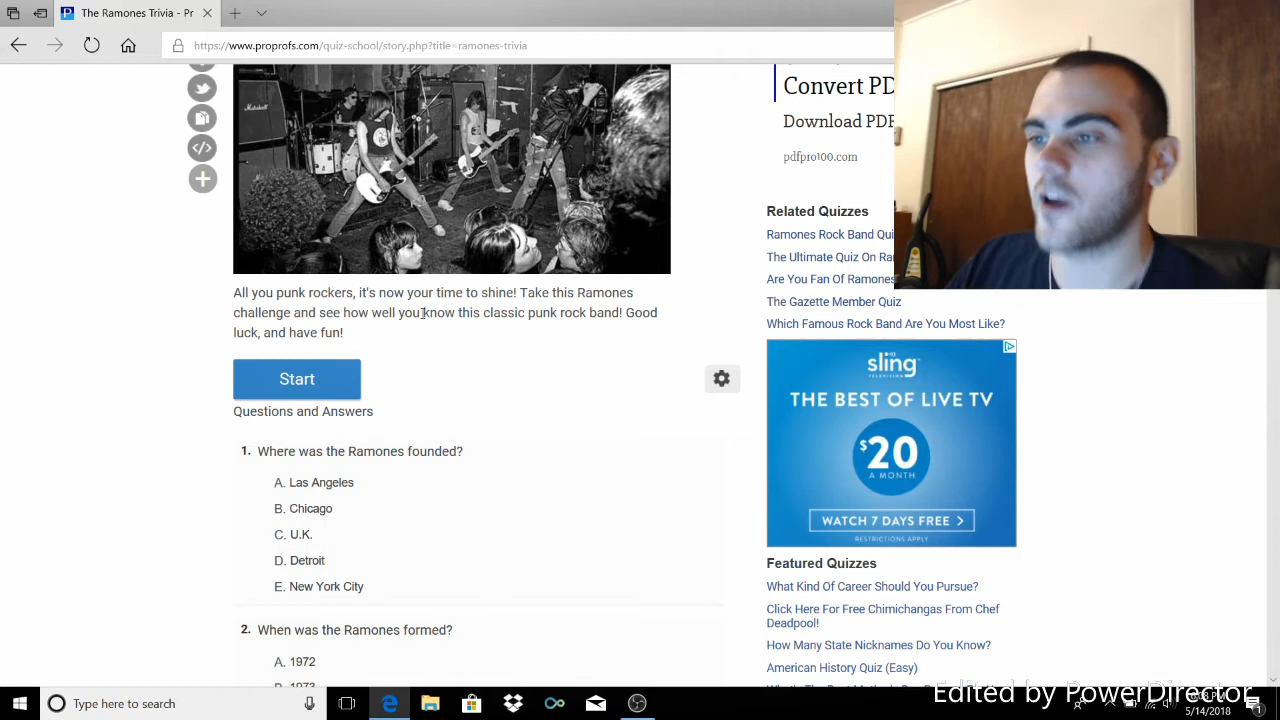 The Ramones Trivia - Pr
https://www.proprofs.com/quiz-school/story.php?title=ramones-trivia
Marshall
Convert PD
Download PDF
pdfpro100.com
All you punk rockers, it's now your time to shine! Take this Ramones
challenge and see how well you know this classic punk rock band! Good
luck, and have fun!
Start
Questions and Answers
1. Where was the Ramones founded?
A. Las Angeles
B. Chicago
C. U.K.
D. Detroit
E. New York City
2. When was the Ramones formed?
A. 1972
B. 1973
Related Quizzes
Ramones Rock Band Qui
The Ultimate Quiz On Ra
Are You Fan Of Ramones
The Gazette Member Quiz
Which Famous Rock Band Are You Most Like?
sling
TELEVISION
THE BEST OF LIVE TV
$20
A MONTH
WATCH 7 DAYS FREE >
RESTRICTIONS APPLY
Featured Quizzes
What Kind Of Career Should You Pursue?
Click Here For Free Chimichangas From Chef
Deadpool!
How Many State Nicknames Do You Know?
American History Quiz (Easy)
Type here to search
Edited by PowerDirector
5/14/2018
1